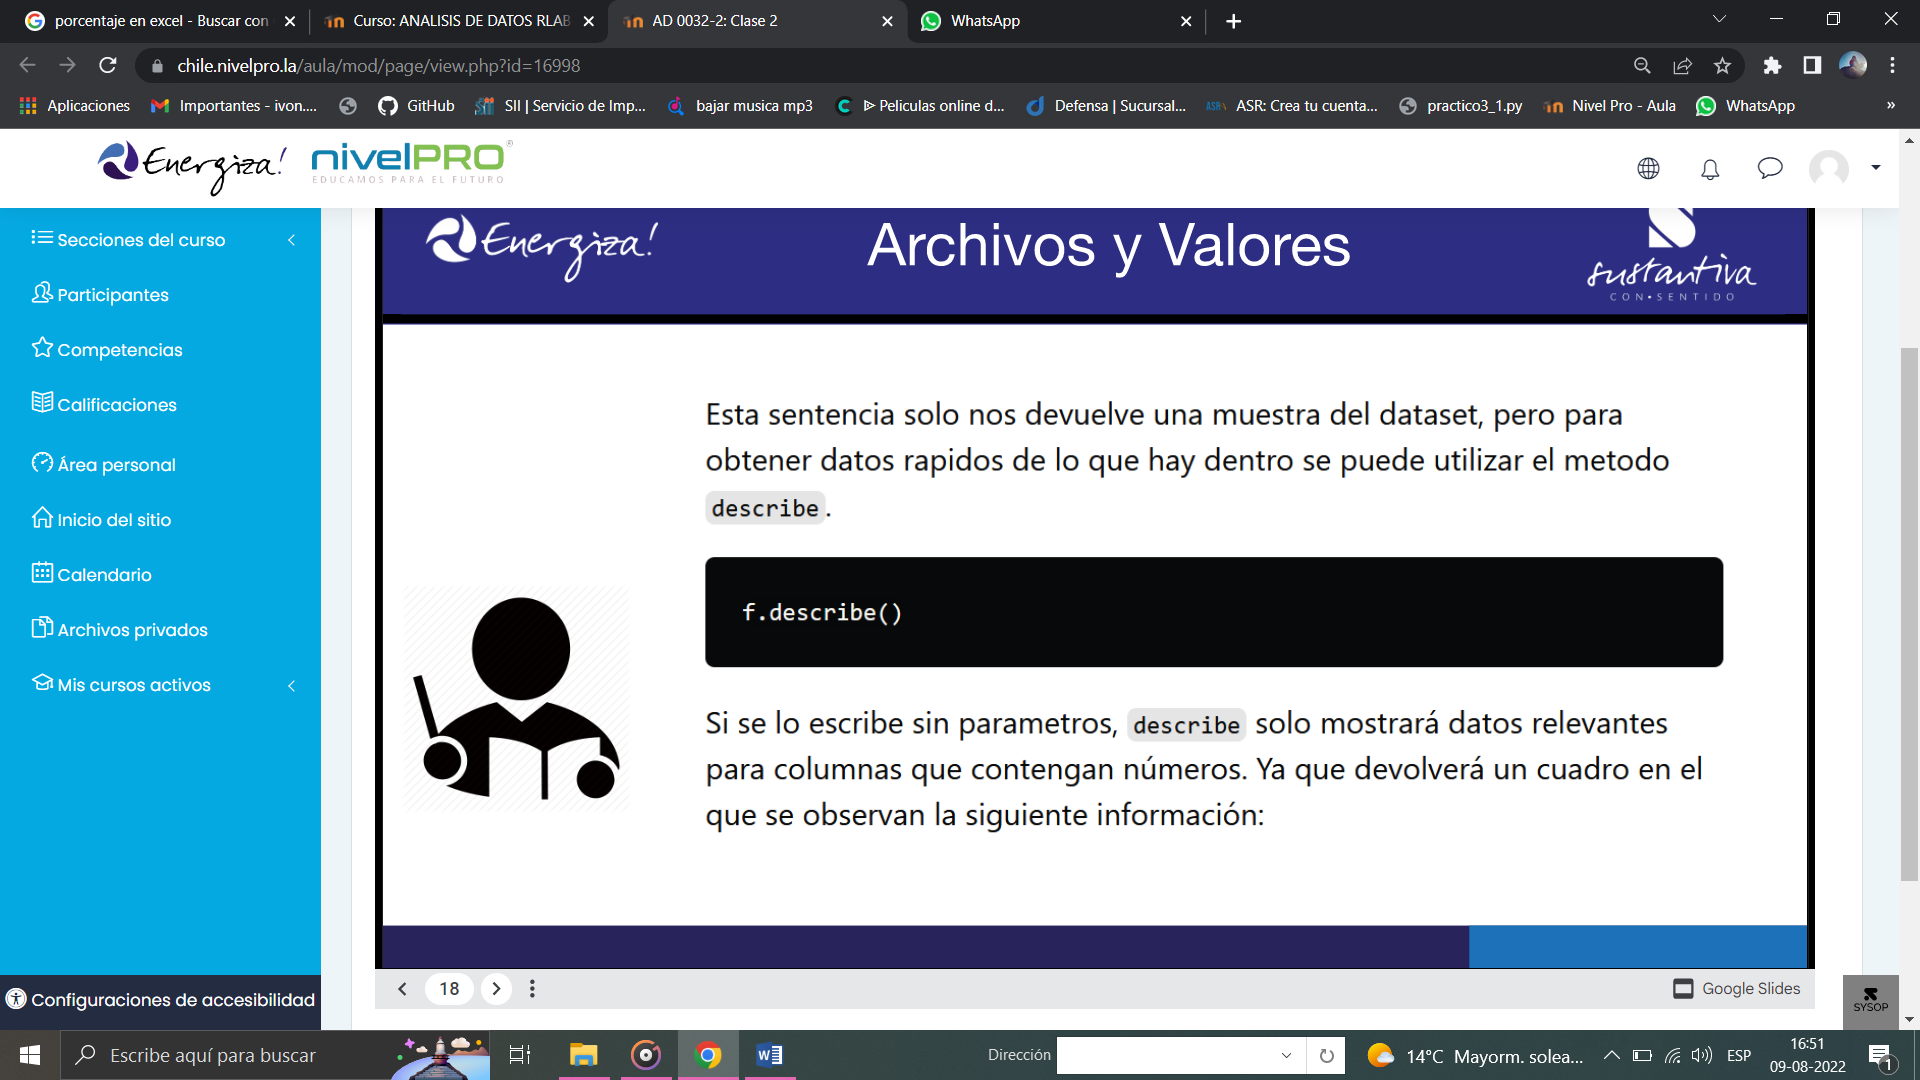 porcentaje en excel - Buscar con
Curso: ANALISIS DE DATOS RLAB
AD 0032-2: Clase 2
WhatsApp
chile.nivelpro.la/aula/mod/page/view.php?id=16998
Aplicaciones
Importantes - ivon....
GitHub
SII | Servicio de Imp...
bajar musica mp3
Peliculas online d...
Defensa | Sucursal...
ASR: Crea tu cuenta...
practico3_1.py
Nivel Pro - Aula
WhatsApp
»
Energiza!
nivelPRO
EDUCAMOS PARA EL FUTURO
Secciones del curso
Participantes
Competencias
Calificaciones
Área personal
Inicio del sitio
Calendario
Archivos privados
Mis cursos activos
Configuraciones de accesibilidad
Energiza!
Archivos y Valores
sustantiva
CON•SENTIDO
Esta sentencia solo nos devuelve una muestra del dataset, pero para
obtener datos rapidos de lo que hay dentro se puede utilizar el metodo
describe.
f.describe()
Si se lo escribe sin parametros, describe solo mostrará datos relevantes
para columnas que contengan números. Ya que devolverá un cuadro en el
que se observan la siguiente información:
18
Google Slides
SYSOP
Escribe aquí para buscar
Dirección
14°C Mayorm. solea...
ESP
16:51
09-08-2022
1